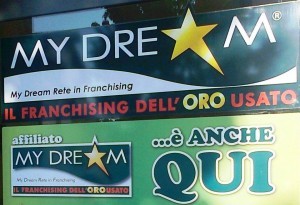 MY DREAM®
My Dream Rete in Franchising
IL FRANCHISING DELL'ORO USATO
affiliato
MY DREAM
My Dream Rete in Franchising
IL FRANCHISING DELL'ORO USATO
...è ANCHE
QUI